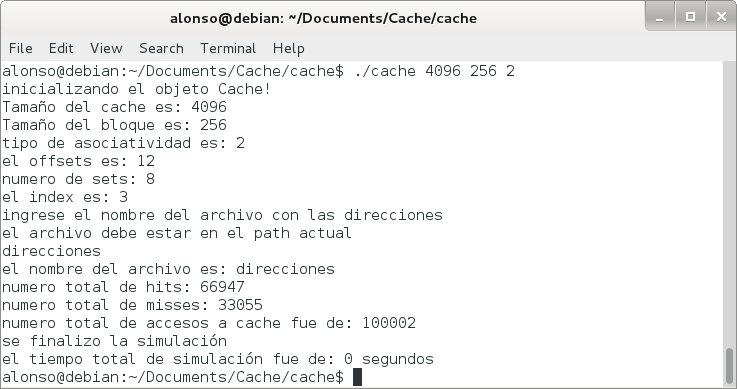 alonso@debian: ~/Documents/Cache/cache
File Edit View Search Terminal Help
alonso@debian:~/Documents/Cache/cache$ ./cache 4096 256 2
inicializando el objeto Cache!
Tamaño del cache es: 4096
Tamaño del bloque es: 256
tipo de asociatividad es: 2
el offsets es: 12
numero de sets: 8
el index es: 3
ingrese el nombre del archivo con las direcciones
el archivo debe estar en el path actual
direcciones
el nombre del archivo es: direcciones
numero total de hits: 66947
numero total de misses: 33055
numero total de accesos a cache fue de: 100002
se finalizo la simulación
el tiempo total de simulación fue de: 0 segundos
alonso@debian:~/Documents/Cache/cache$